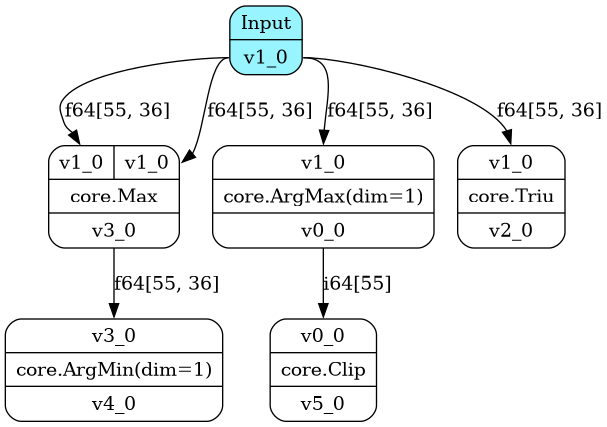 Input
v1_0
f64[55, 36]
f64[55, 36]
f64[55, 36]
f64[55, 36]
v1_0 v1_0
core.Max
v3_0
v1_0
core.ArgMax(dim=1)
v0_0
v1_0
core.Triu
v2_0
f64[55, 36]
i64[55]
v3_0
core.ArgMin(dim=1)
v4_0
v0_0
core.Clip
v5_0